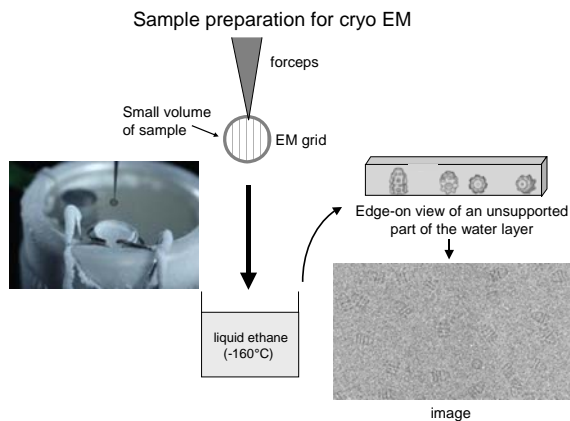 Sample preparation for cryo EM
forceps
Small volume
of sample
EM grid
Edge-on view of an unsupported
part of the water layer
liquid ethane
(-160°C)
image